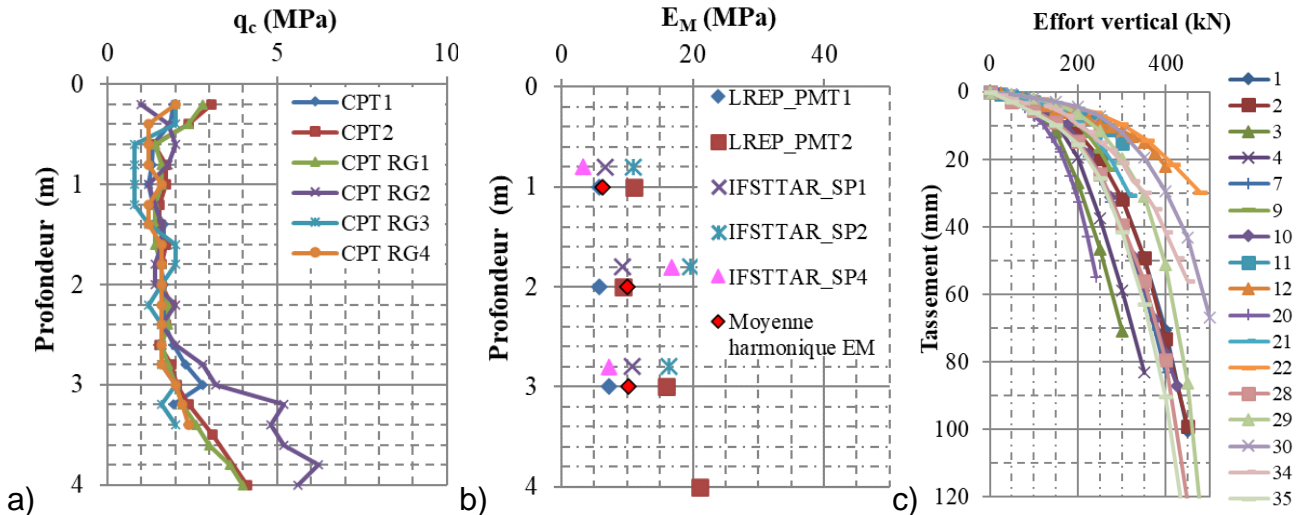 a)
q_c (MPa)
0 5 10
Profondeur (m)
0
1
2
3
4
CPT1
CPT2
CPT RG1
CPT RG2
CPT RG3
CPT RG4
b)
E_M (MPa)
0 20 40
Profondeur (m)
0
1
2
3
4
LREP_PMT1
LREP_PMT2
IFSTTAR_SP1
IFSTTAR_SP2
IFSTTAR_SP4
Moyenne
harmonique EM
c)
Effort vertical (kN)
0 200 400
Tassement (mm)
0
20
40
60
80
100
120
1
2
3
4
7
9
10
11
12
20
21
22
28
29
30
34
35